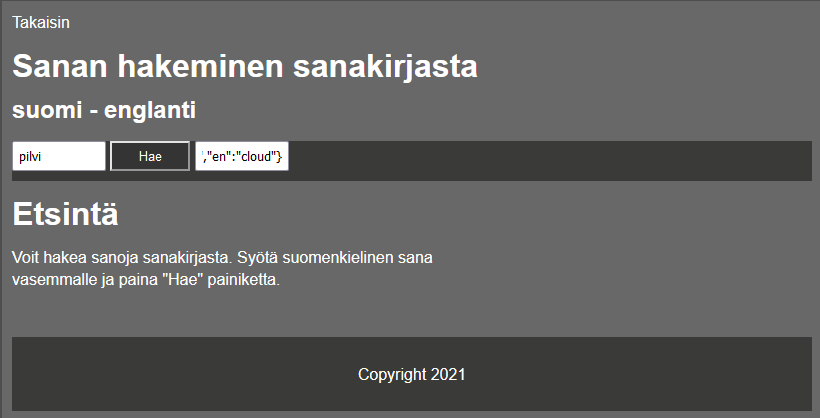 Takaisin
Sanan hakeminen sanakirjasta
suomi - englanti
pilvi Hae ,"en":"cloud"}
Etsintä
Voit hakea sanoja sanakirjasta. Syötä suomenkielinen sana
vasemmalle ja paina "Hae" painiketta.
Copyright 2021